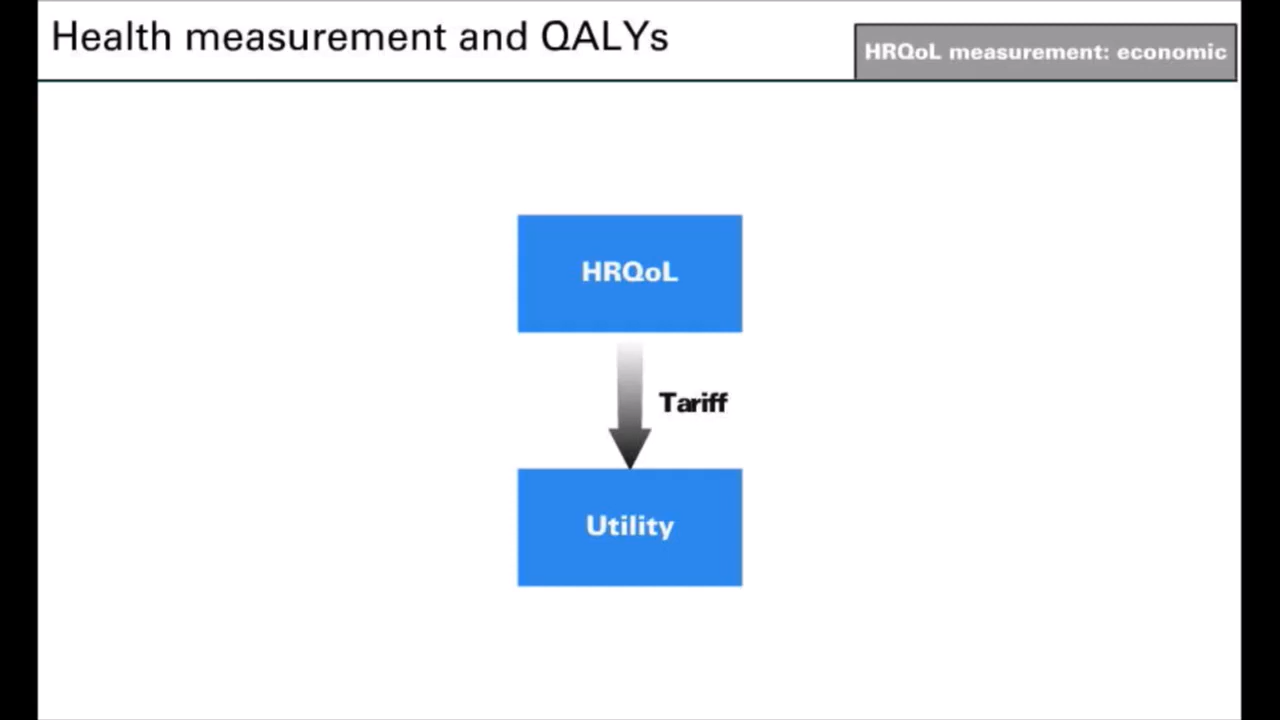 Health measurement and QALYs
HRQoL measurement: economic
HRQoL
Tariff
Utility